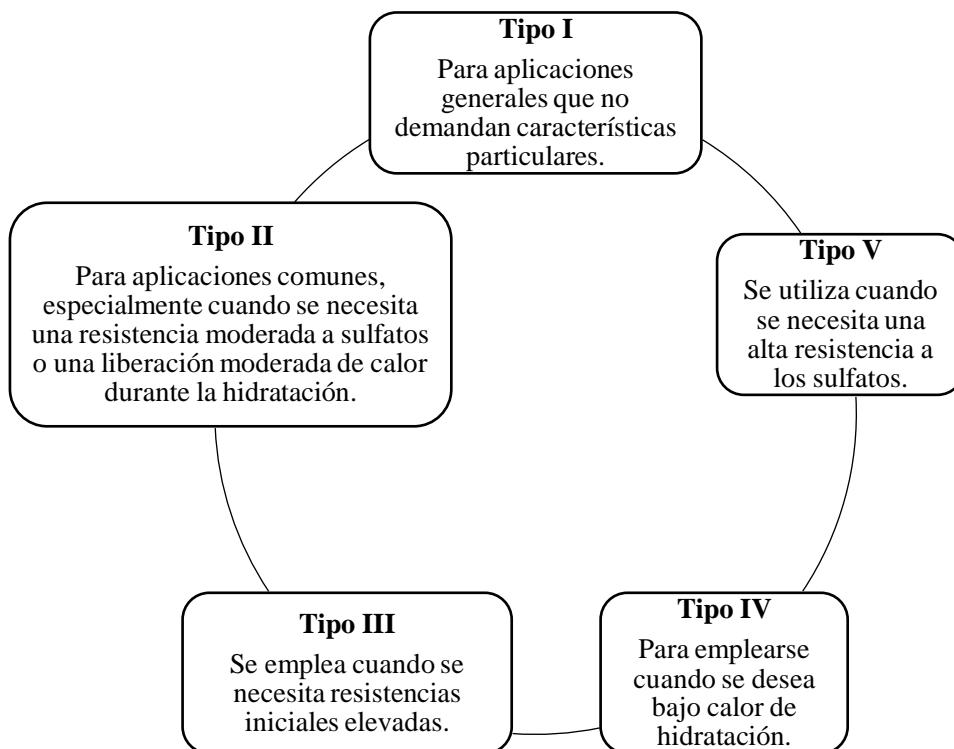 Tipo I
Para aplicaciones
generales que no
demandan características
particulares.
Tipo II
Para aplicaciones comunes,
especialmente cuando se necesita
una resistencia moderada a sulfatos
o una liberación moderada de calor
durante la hidratación.
Tipo III
Se emplea cuando se
necesita resistencias
iniciales elevadas.
Tipo IV
Para emplearse
cuando se desea
bajo calor de
hidratación.
Tipo V
Se utiliza cuando
se necesita una
alta resistencia a
los sulfatos.